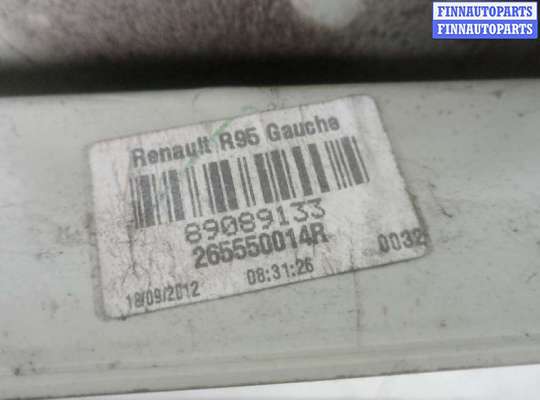 FINNAUTOPARTS
FINNAUTOPARTS
Renault R95 Gauche
89089133
265550014R
0032
18/09/2012 08:31:26